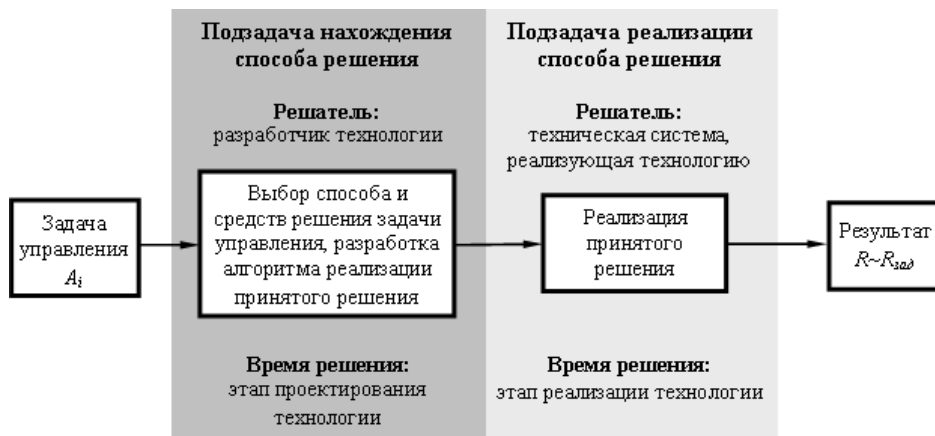 Подзадача нахождения
способа решения
Подзадача реализации
способа решения
Решатель:
разработчик технологии
Решатель:
техническая система,
реализующая технологию
Задача
управления
Ai
Выбор способа и
средств решения задачи
управления, разработка
алгоритма реализации
принятого решения
Реализация
принятого
решения
Результат
R~Rзад
Время решения:
этап проектирования
технологии
Время решения:
этап реализации технологии